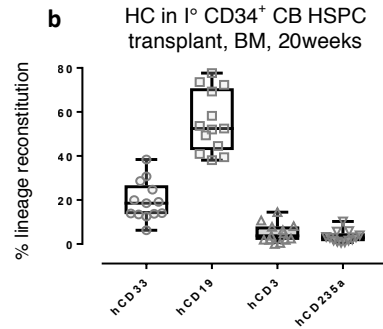 b
HC in I° CD34⁺ CB HSPC
transplant, BM, 20weeks
% lineage reconstitution
80
60
40
20
0
hCD33
hCD19
hCD3
hCD235a